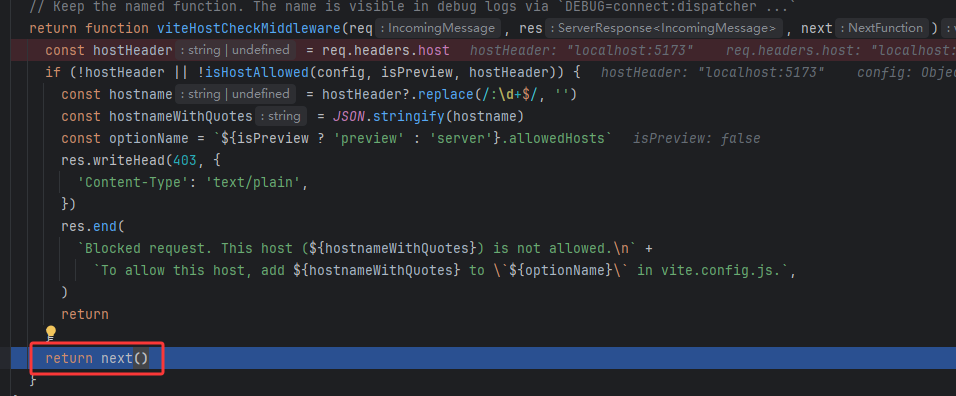 // Keep the named function. The name is visible in debug logs via `DEBUG=connect:dispatcher ...`
return function viteHostCheckMiddleware(req : IncomingMessage , res : ServerResponse<IncomingMessage> , next : NextFunction )
const hostHeader : string | undefined = req.headers.host hostHeader: "localhost:5173" req.headers.host: "localhost:
if (!hostHeader || !isHostAllowed(config, isPreview, hostHeader)) { hostHeader: "localhost:5173" config: Objec
const hostname : string | undefined = hostHeader?.replace(/:\d+$/, '')
const hostnameWithQuotes : string = JSON.stringify(hostname)
const optionName = `${isPreview ? 'preview' : 'server'}.allowedHosts` isPreview: false
res.writeHead(403, {
'Content-Type': 'text/plain',
})
res.end(
`Blocked request. This host (${hostnameWithQuotes}) is not allowed.\n` +
`To allow this host, add ${hostnameWithQuotes} to \`${optionName}\` in vite.config.js.`,
)
return
}
return next()
}